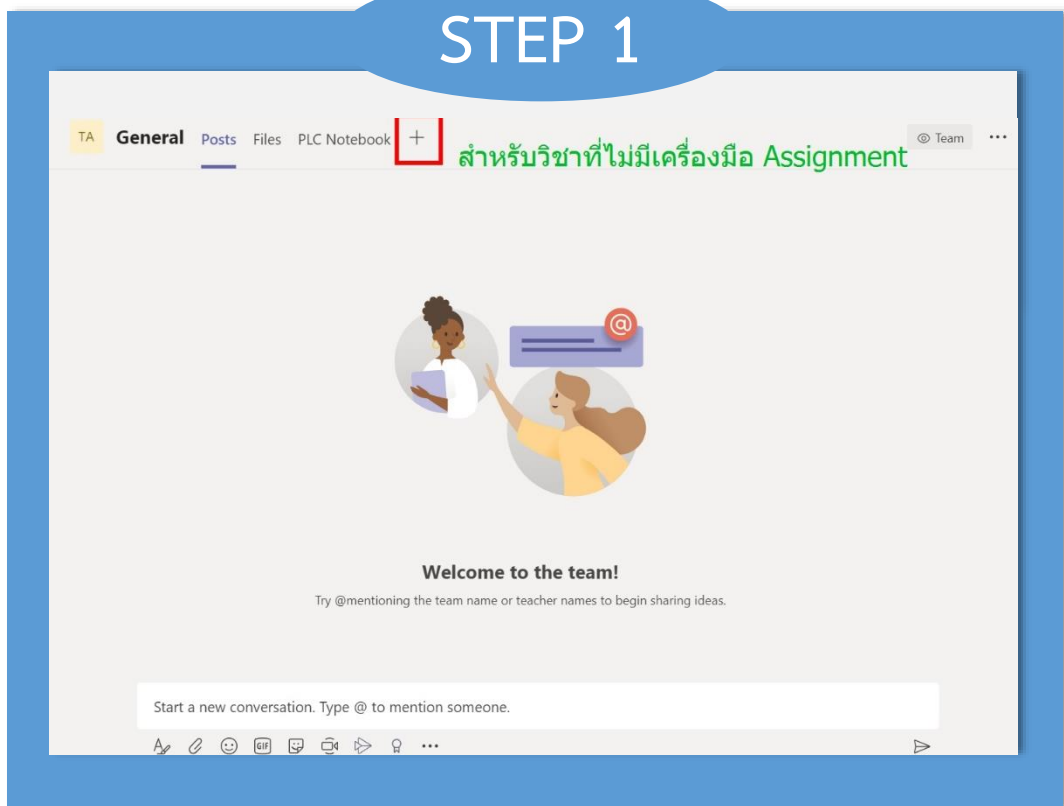 STEP 1
TA General Posts Files PLC Notebook +
สำหรับวิชาที่ไม่มีเครื่องมือ Assignment
Team
@
Welcome to the team!
Try @mentioning the team name or teacher names to begin sharing ideas.
Start a new conversation. Type @ to mention someone.
GIF